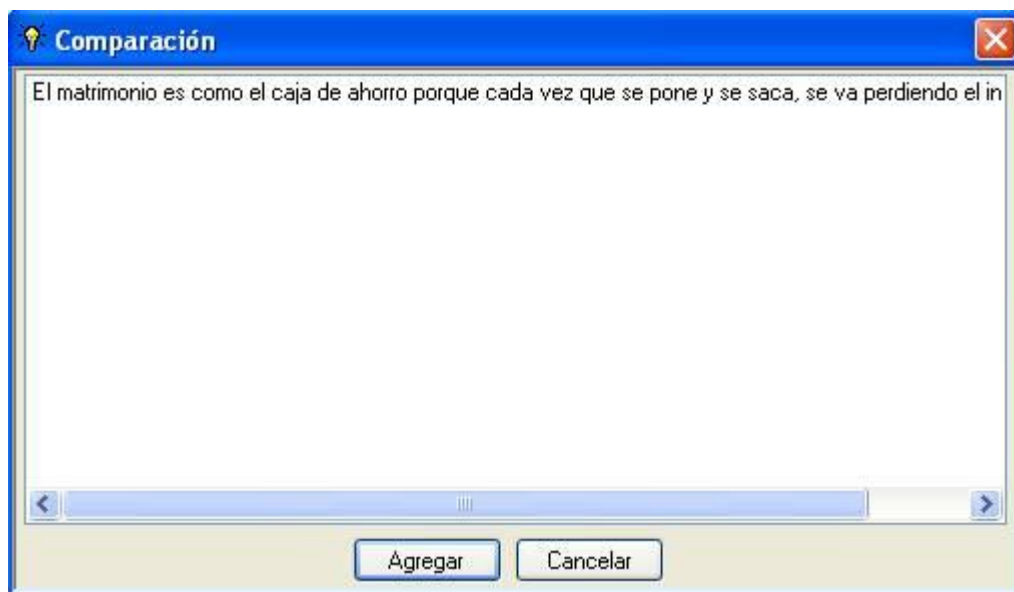 Comparación
El matrimonio es como el caja de ahorro porque cada vez que se pone y se saca, se va perdiendo el in
Agregar
Cancelar